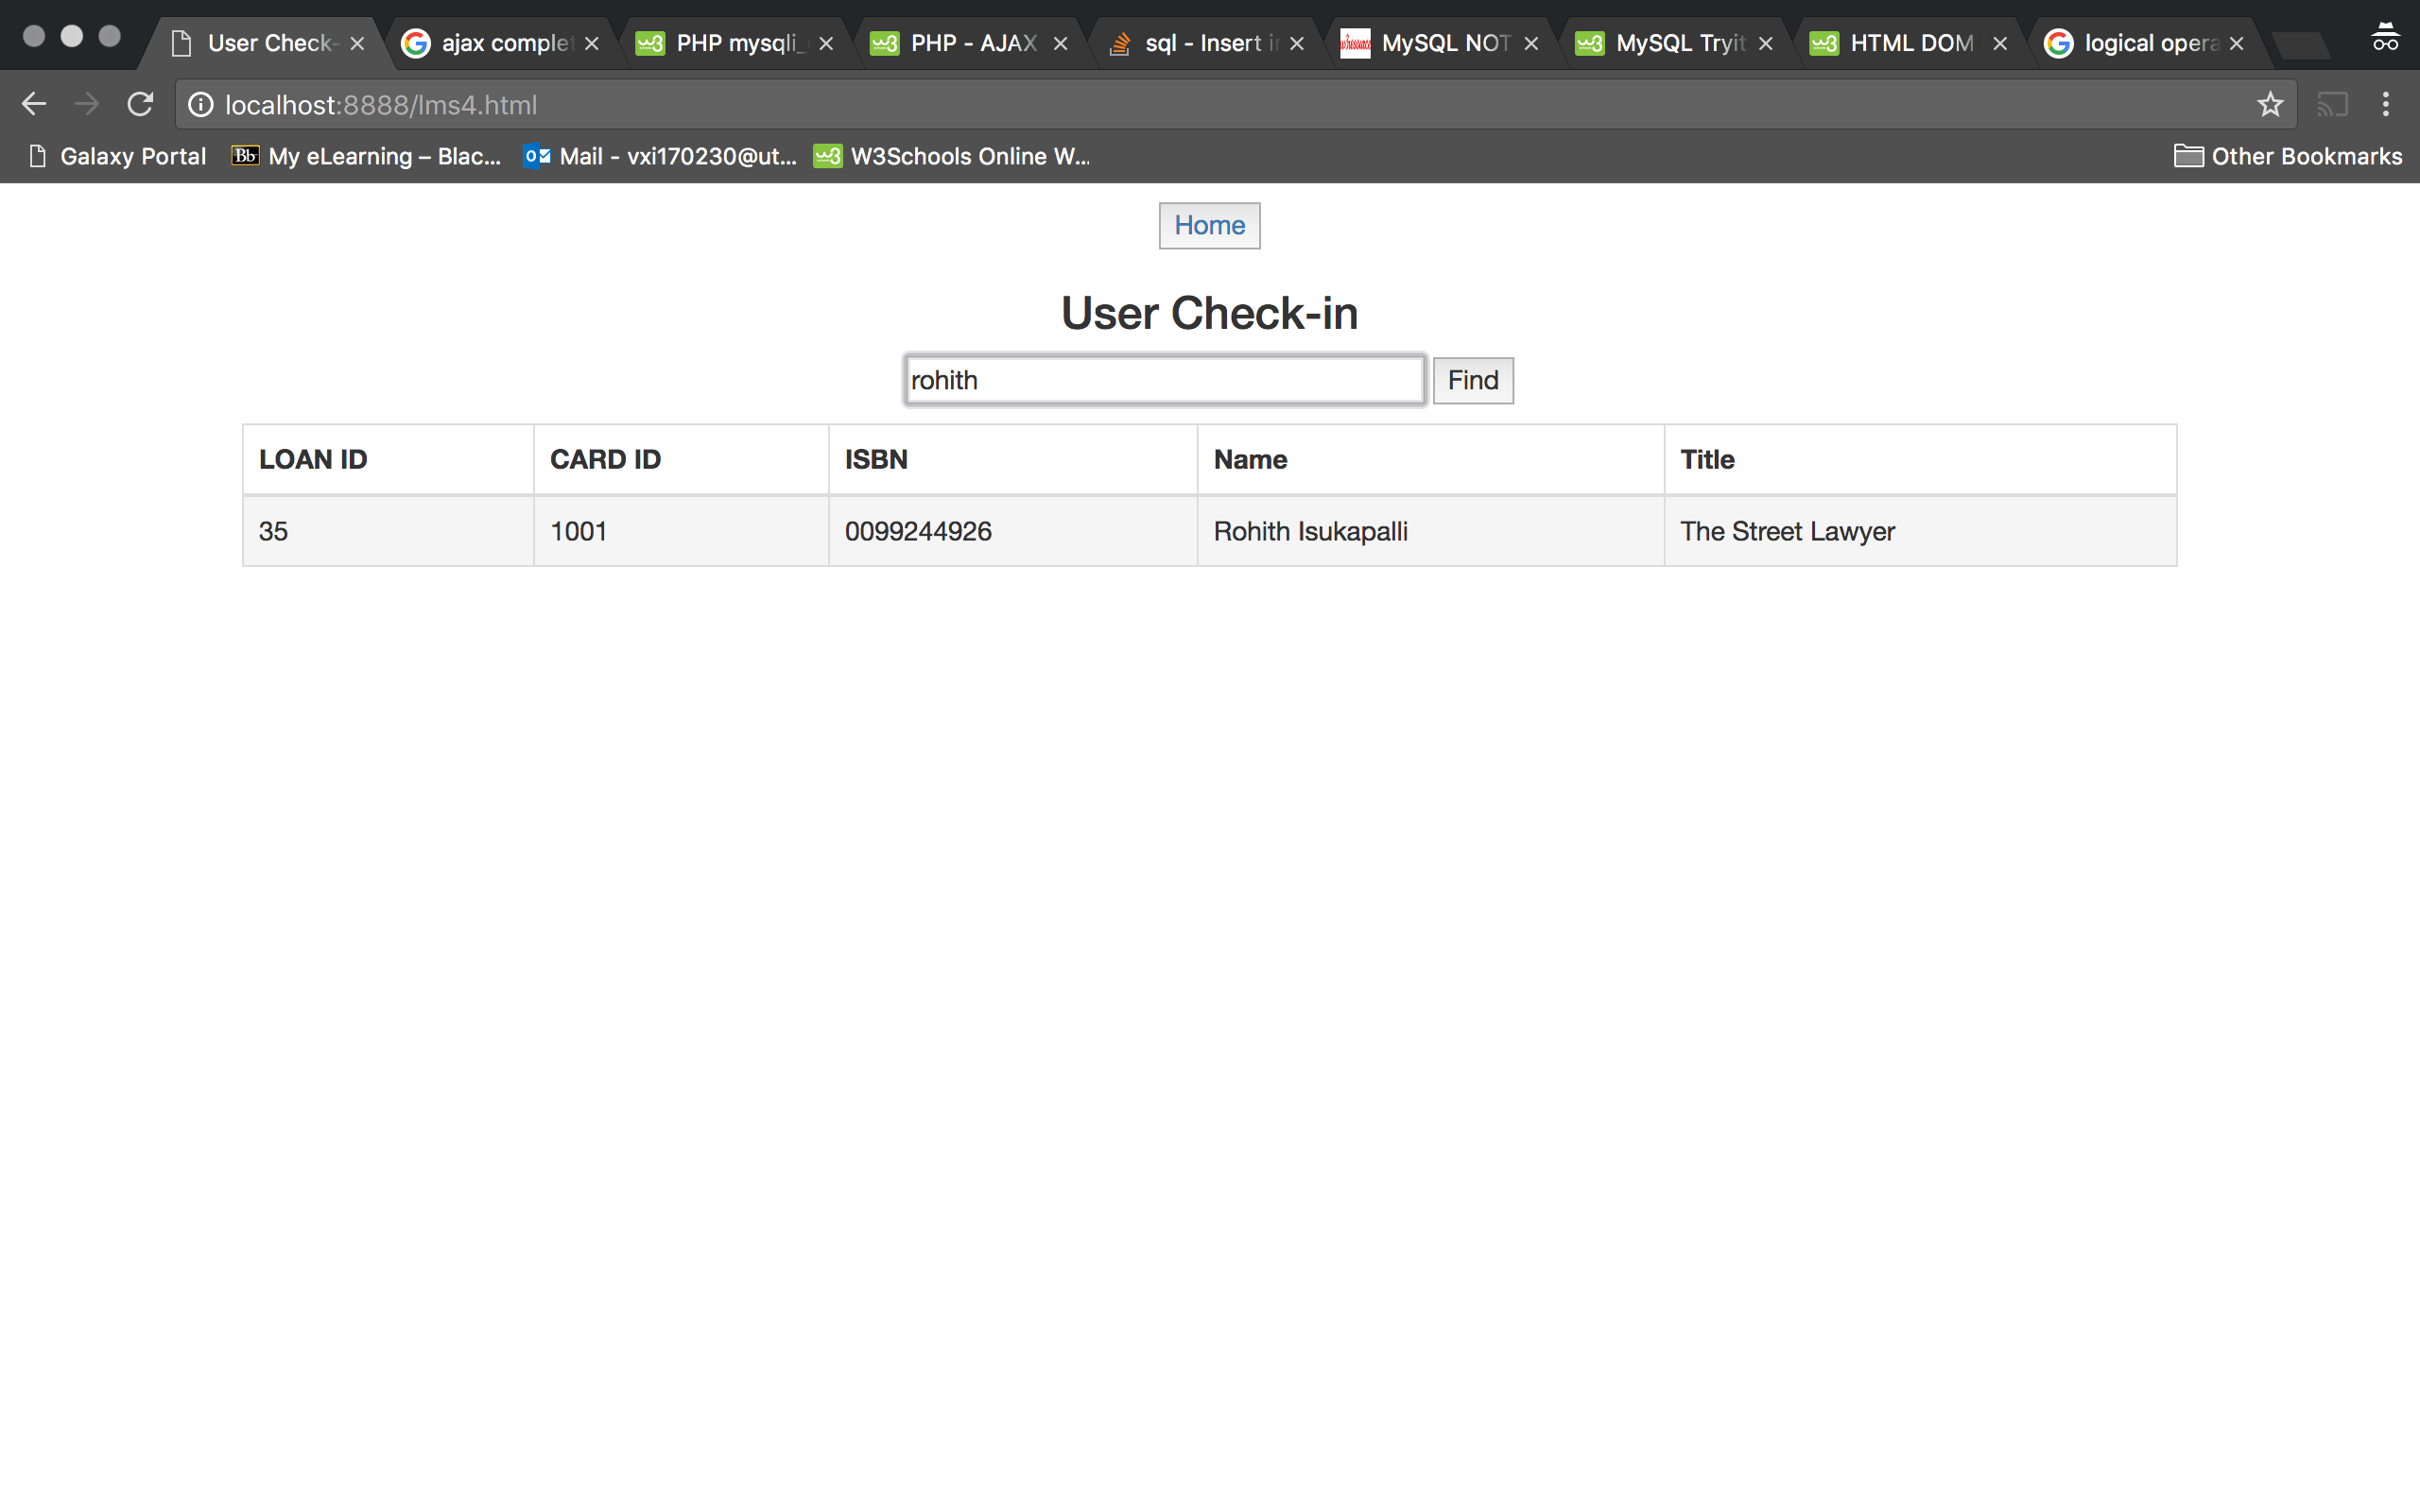 User Check- ajax complet PHP mysqli_ PHP - AJAX sql - Insert MySQL NOT MySQL Tryit HTML DOM logical opera
localhost:8888/lms4.html
Galaxy Portal Bb My eLearning – Blac... Mail - vxi170230@ut... W3Schools Online W... Other Bookmarks
Home
User Check-in
rohith Find
LOAN ID CARD ID ISBN Name Title
35 1001 0099244926 Rohith Isukapalli The Street Lawyer